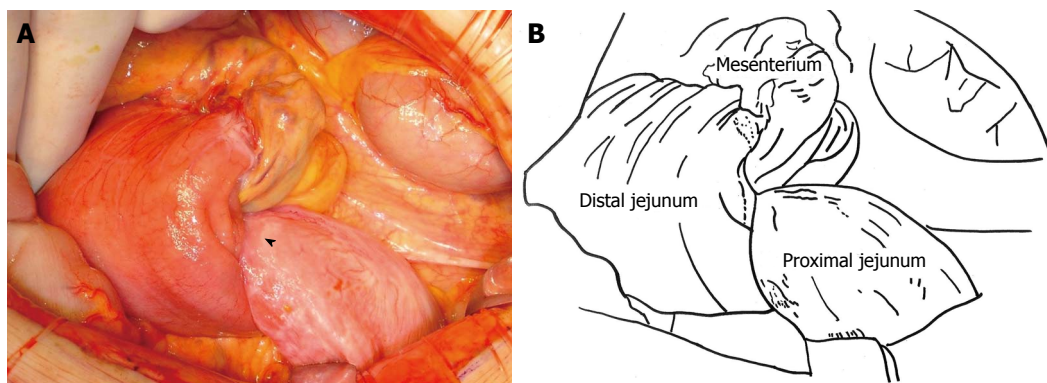 A
B
Mesenterium
Distal jejunum
Proximal jejunum